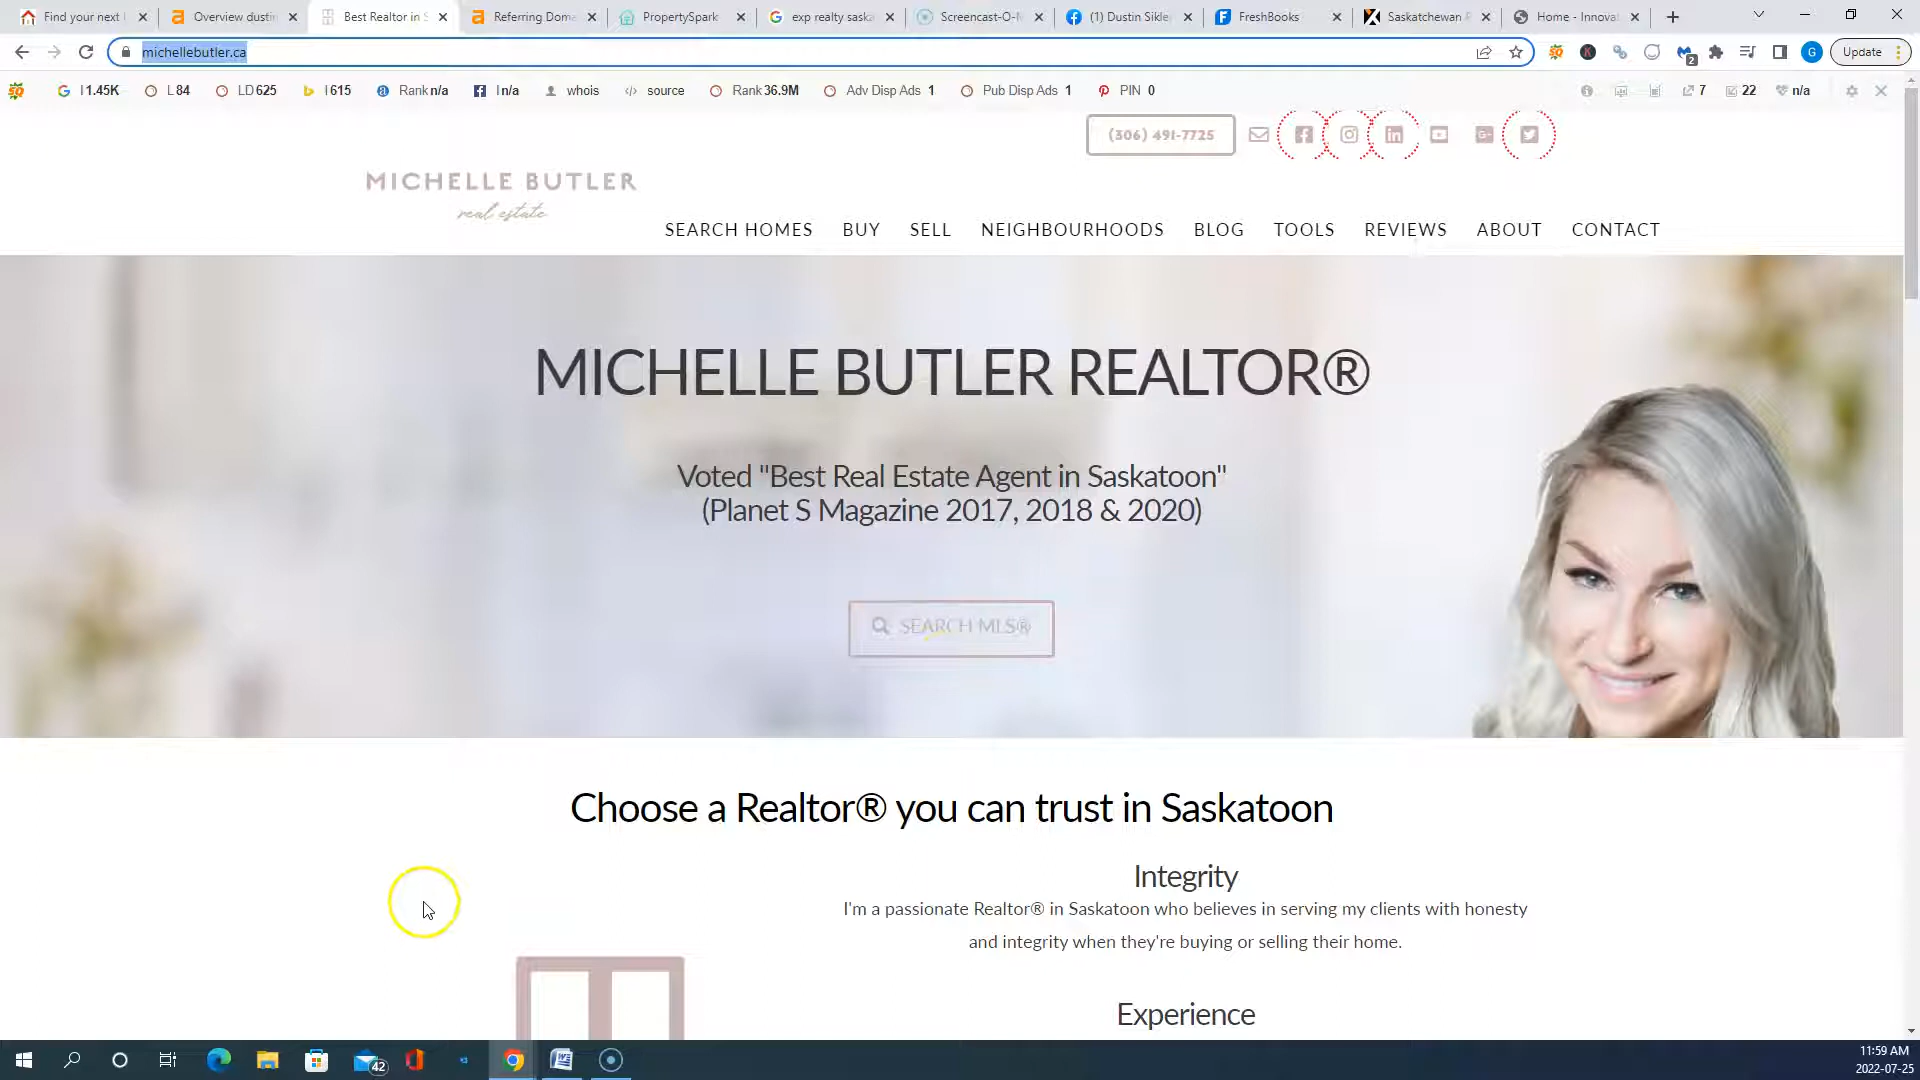 Find your next
Overview dustin
Best Realtor in S
Referring Doma
PropertySpark
exp realty saska
Screencast-O-M
(1) Dustin Sikle
FreshBooks
Saskatchewan R
Home - Innova
michellebutler.ca
G
Update
I 1.45K
L 84
LD 625
I 615
Rank n/a
I n/a
whois
source
Rank 36.9M
Adv Disp Ads 1
Pub Disp Ads 1
PIN 0
7
22
n/a
2
(306) 491-7725
MICHELLE BUTLER
real estate
SEARCH HOMES
BUY
SELL
NEIGHBOURHOODS
BLOG
TOOLS
REVIEWS
ABOUT
CONTACT
MICHELLE BUTLER REALTOR®
Voted "Best Real Estate Agent in Saskatoon"
(Planet S Magazine 2017, 2018 & 2020)
SEARCH MLS®
Choose a Realtor® you can trust in Saskatoon
Integrity
I'm a passionate Realtor® in Saskatoon who believes in serving my clients with honesty
and integrity when they're buying or selling their home.
Experience
42
11:59 AM
2022-07-25